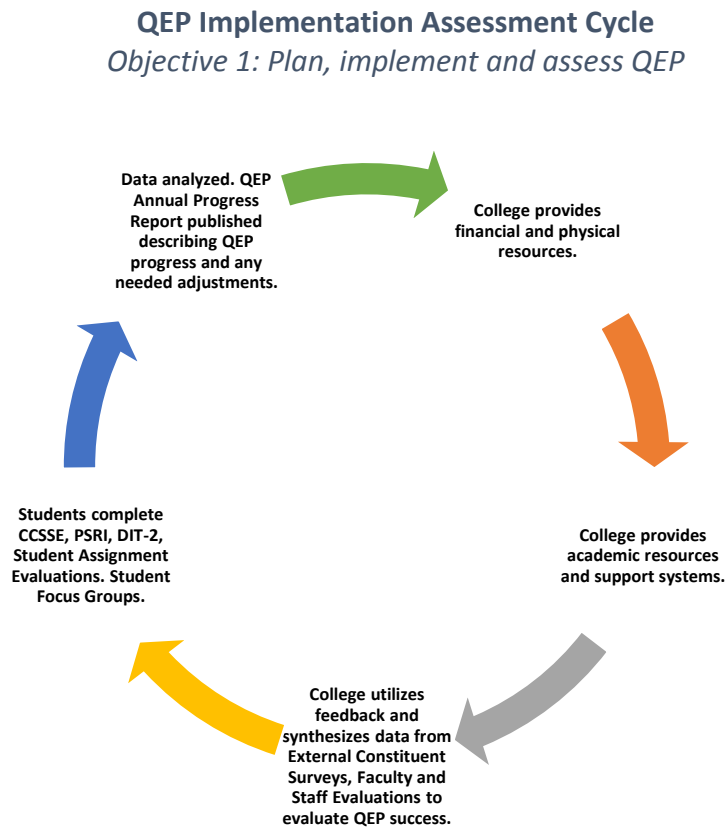 QEP Implementation Assessment Cycle
Objective 1: Plan, implement and assess QEP
Data analyzed. QEP
Annual Progress
Report published
describing QEP
progress and any
needed adjustments.
College provides
financial and physical
resources.
College provides
academic resources
and support systems.
College utilizes
feedback and
synthesizes data from
External Constituent
Surveys, Faculty and
Staff Evaluations to
evaluate QEP success.
Students complete
CCSSE, PSRI, DIT-2,
Student Assignment
Evaluations. Student
Focus Groups.